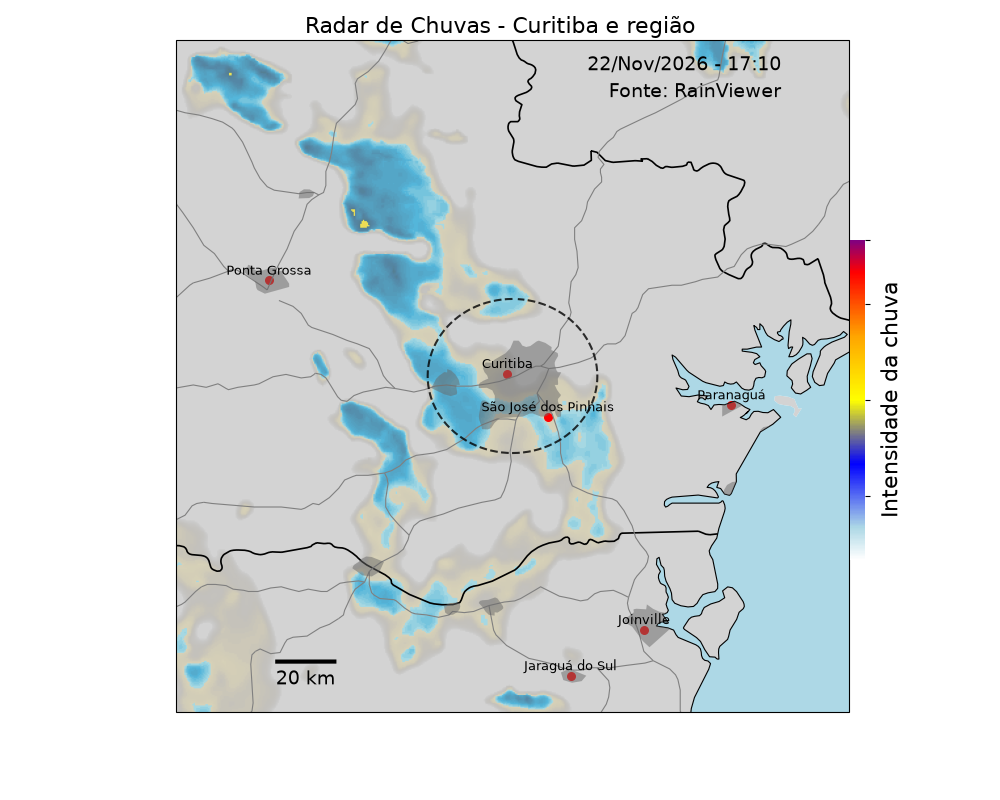 Radar de Chuvas - Curitiba e região
22/Nov/2026 - 17:10
Fonte: RainViewer
Ponta Grossa
Curitiba
São José dos Pinhais
Paranaguá
Intensidade da chuva
Joinville
Jaraguá do Sul
20 km